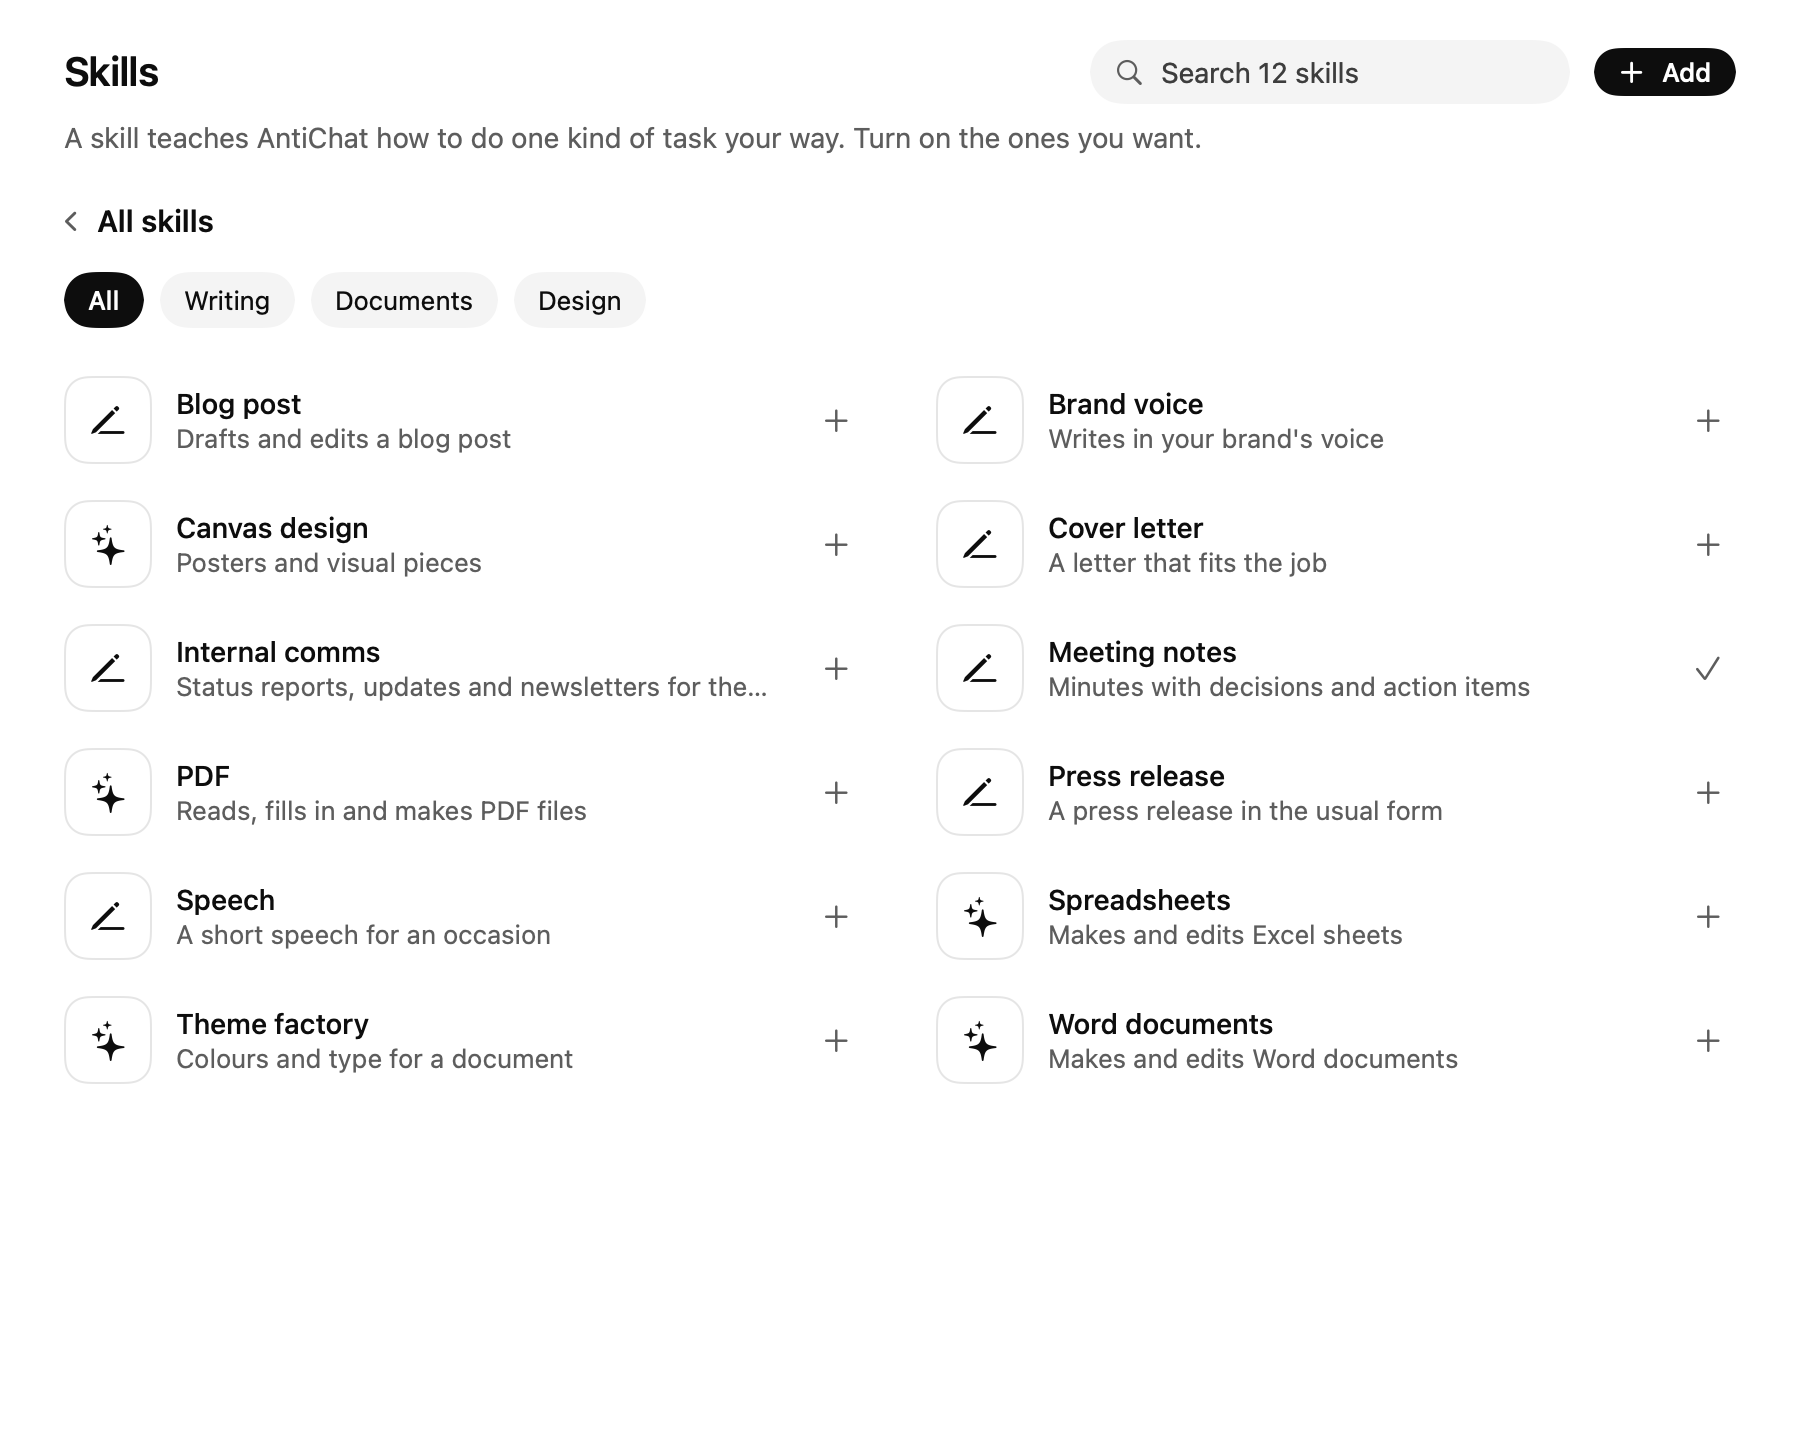 Skills
Search 12 skills
Add
A skill teaches AntiChat how to do one kind of task your way. Turn on the ones you want.
All skills
All
Writing
Documents
Design
Blog post
Drafts and edits a blog post
Brand voice
Writes in your brand's voice
Canvas design
Posters and visual pieces
Cover letter
A letter that fits the job
Internal comms
Status reports, updates and newsletters for the...
Meeting notes
Minutes with decisions and action items
PDF
Reads, fills in and makes PDF files
Press release
A press release in the usual form
Speech
A short speech for an occasion
Spreadsheets
Makes and edits Excel sheets
Theme factory
Colours and type for a document
Word documents
Makes and edits Word documents